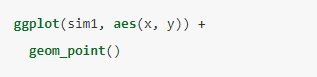 ggplot(sim1, aes(x, y)) +
  geom_point()